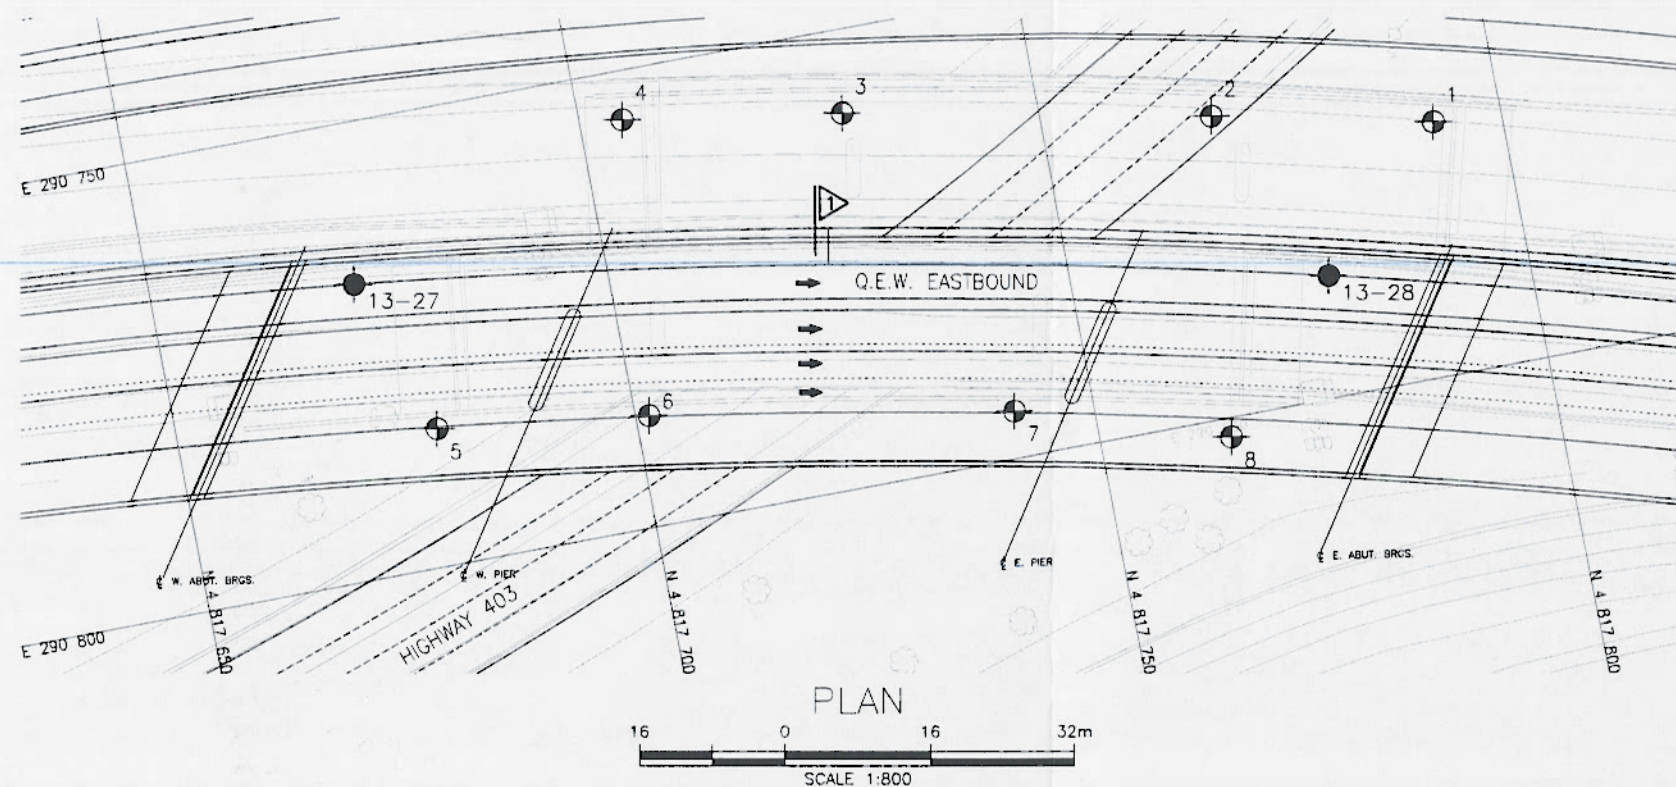 4
3
2
1
E 290 750
1
Q.E.W. EASTBOUND
13-27
13-28
6
5
7
8
℄ W. ABUT. BRGS.
℄ W. PIER
℄ E. PIER
℄ E. ABUT. BRGS.
N 4 817 650
N 4 817 700
N 4 817 750
N 4 817 800
HIGHWAY 403
E 290 800
PLAN
16 0 16 32m
SCALE 1:800